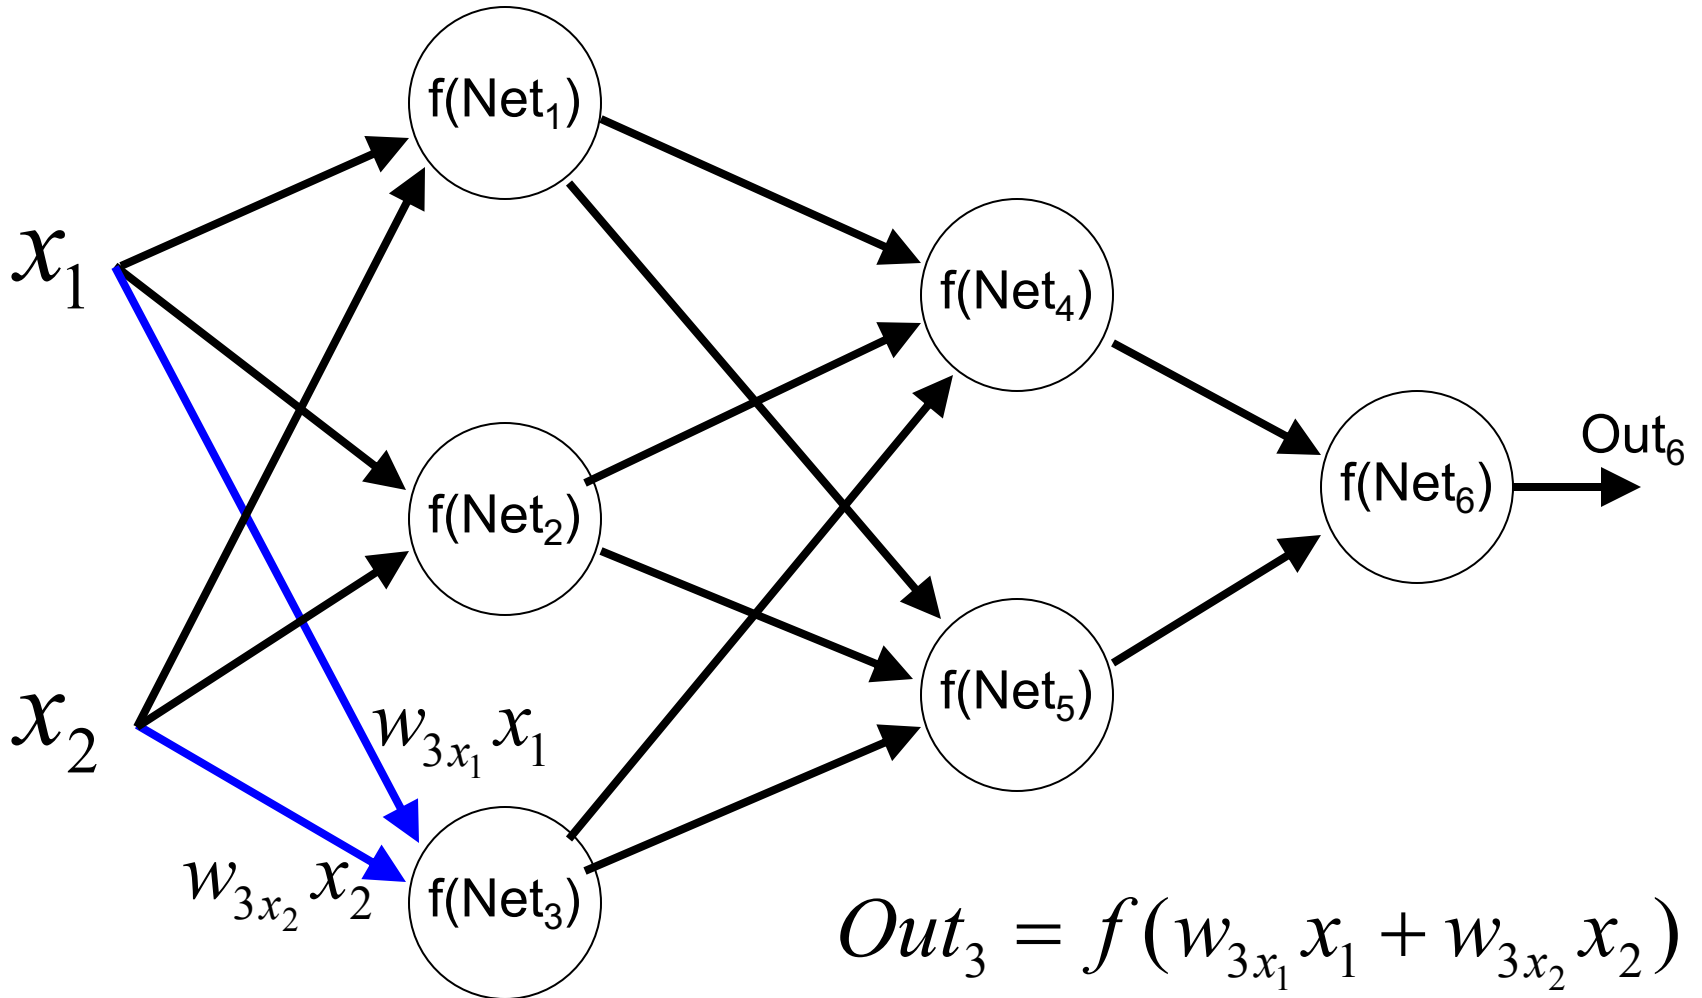 f(Net₁)
x₁
f(Net₄)
Out₆
f(Net₆)
f(Net₂)
x₂
f(Net₅)
w₃ₓ₁ x₁
w₃ₓ₂ x₂
f(Net₃)
Out₃ = f(w₃ₓ₁ x₁ + w₃ₓ₂ x₂)